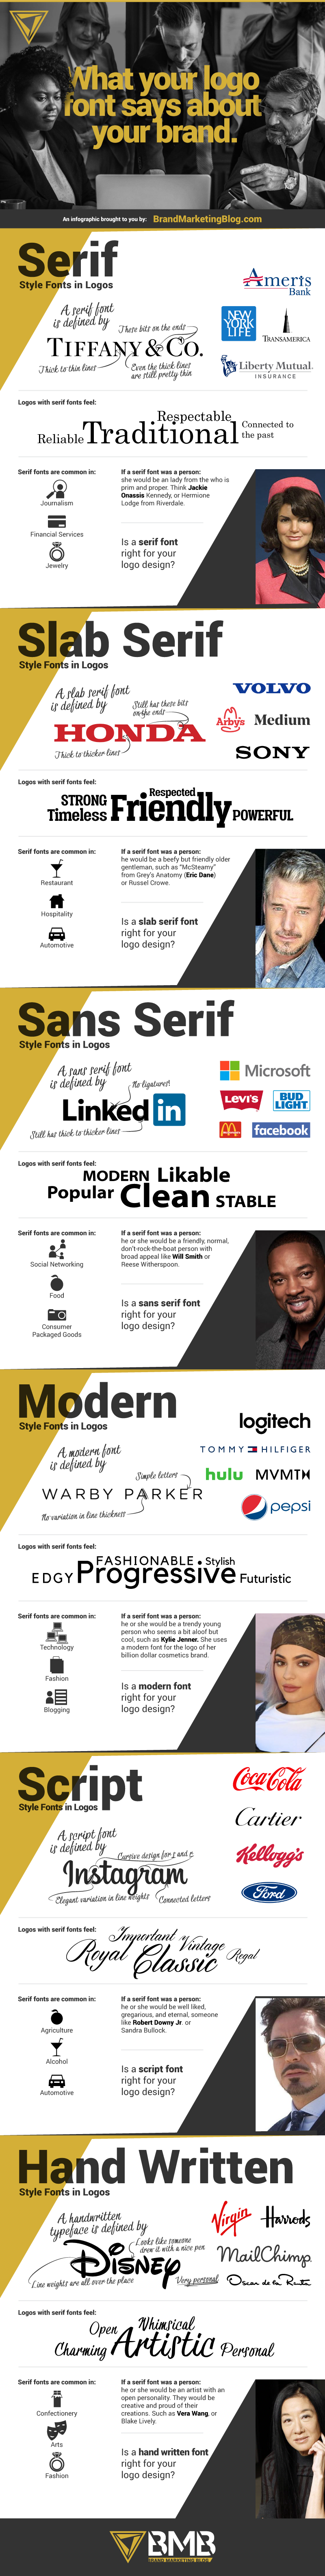 What your logo
font says about
your brand.
An infographic brought to you by: BrandMarketingBlog.com
Serif
Style Fonts in Logos
A serif font
is defined by
These bits on the ends
TIFFANY & CO.
Thick to thin lines
Even the thick lines
are still pretty thin
Ameris
Bank
NEW
YORK
LIFE
TRANSAMERICA
Liberty Mutual.
INSURANCE
Logos with serif fonts feel:
Respectable
Reliable Traditional Connected to
the past
Serif fonts are common in:
Journalism
Financial Services
Jewelry
If a serif font was a person:
she would be an lady from the who is
prim and proper. Think Jackie
Onassis Kennedy, or Hermione
Lodge from Riverdale.
Is a serif font
right for your
logo design?
Slab Serif
Style Fonts in Logos
A slab serif font
is defined by
Still has these bits
on the ends
HONDA
Thick to thicker lines
VOLVO
Arby's
Medium
SONY
Logos with serif fonts feel:
STRONG Respected
Timeless Friendly POWERFUL
Serif fonts are common in:
Restaurant
Hospitality
Automotive
If a serif font was a person:
he would be a beefy but friendly older
gentleman, such as "McSteamy"
from Grey's Anatomy (Eric Dane)
or Russel Crowe.
Is a slab serif font
right for your
logo design?
Sans Serif
Style Fonts in Logos
A sans serif font
is defined by
No ligatures!
Linked in
Still has thick to thicker lines
Microsoft
LEVI'S
BUD
LIGHT
facebook
Logos with serif fonts feel:
MODERN Likable
Popular Clean STABLE
Serif fonts are common in:
Social Networking
Food
Consumer
Packaged Goods
If a serif font was a person:
he or she would be a friendly, normal,
don't-rock-the-boat person with
broad appeal like Will Smith or
Reese Witherspoon.
Is a sans serif font
right for your
logo design?
Modern
Style Fonts in Logos
A modern font
is defined by
Simple letters
WARBY PARKER
No variation in line thickness
logitech
TOMMY HILFIGER
hulu
MVMT
pepsi
Logos with serif fonts feel:
FASHIONABLE Stylish
EDGY Progressive Futuristic
Serif fonts are common in:
Technology
Fashion
Blogging
If a serif font was a person:
he or she would be a trendy young
person who seems a bit aloof but
cool, such as Kylie Jenner. She uses
a modern font for the logo of her
billion dollar cosmetics brand.
Is a modern font
right for your
logo design?
Script
Style Fonts in Logos
A script font
is defined by
Cursive design for r and s
Instagram
Elegant variation in line weights
Connected letters
Coca-Cola
Cartier
Kellogg's
Ford
Logos with serif fonts feel:
Important Vintage
Royal Classic Regal
Serif fonts are common in:
Agriculture
Alcohol
Automotive
If a serif font was a person:
he or she would be well liked,
gregarious, and eternal, someone
like Robert Downy Jr. or
Sandra Bullock.
Is a script font
right for your
logo design?
Hand Written
Style Fonts in Logos
A handwritten
typeface is defined by
Looks like someone
drew it with a nice pen
DISNEY
Line weights are all over the place
Very personal
Virgin
Harrods
MailChimp
Oscar de la Renta
Logos with serif fonts feel:
Open Whimsical
Charming Artistic Personal
Serif fonts are common in:
Confectionery
Arts
Fashion
If a serif font was a person:
he or she would be an artist with an
open personality. They would be
creative and proud of their
creations. Such as Vera Wang, or
Blake Lively.
Is a hand written font
right for your
logo design?
BMB
BRAND MARKETING BLOG